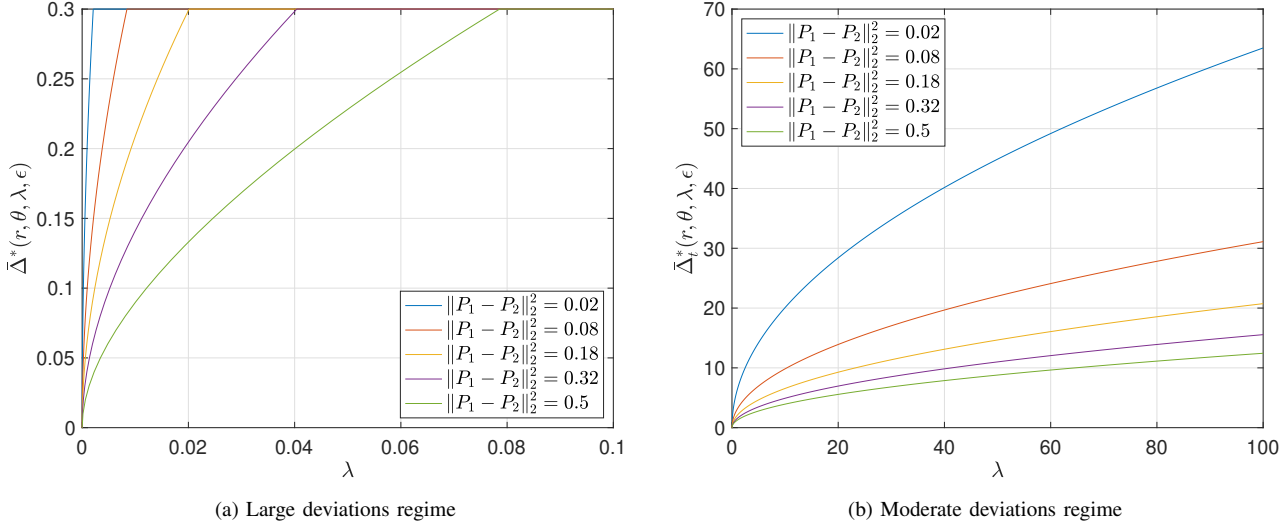 0.3
0.25
0.2
0.15
0.1
0.05
0
Δ̄*(r, θ, λ, ϵ)
‖P₁ − P₂‖₂² = 0.02
‖P₁ − P₂‖₂² = 0.08
‖P₁ − P₂‖₂² = 0.18
‖P₁ − P₂‖₂² = 0.32
‖P₁ − P₂‖₂² = 0.5
0 0.02 0.04 0.06 0.08 0.1
λ
(a) Large deviations regime
70
60
50
40
30
20
10
0
Δ̄ₜ*(r, θ, λ, ϵ)
‖P₁ − P₂‖₂² = 0.02
‖P₁ − P₂‖₂² = 0.08
‖P₁ − P₂‖₂² = 0.18
‖P₁ − P₂‖₂² = 0.32
‖P₁ − P₂‖₂² = 0.5
0 20 40 60 80 100
λ
(b) Moderate deviations regime